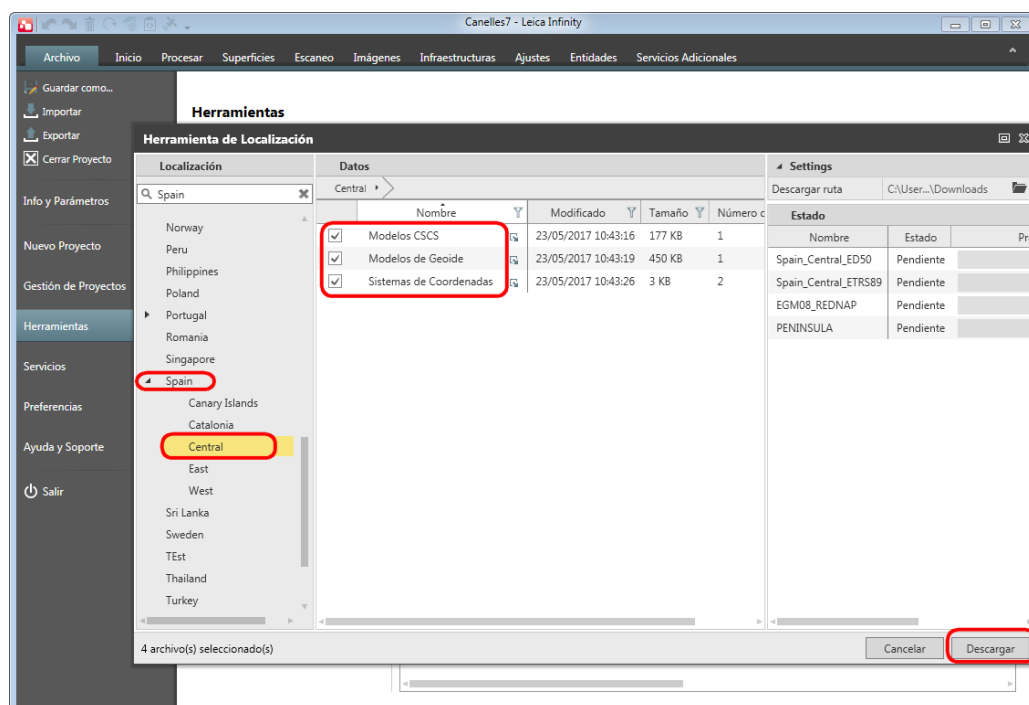 Canelles7 - Leica Infinity
Archivo Inicio Procesar Superficies Escaneo Imágenes Infraestructuras Ajustes Entidades Servicios Adicionales
Guardar como...
Importar
Exportar
Cerrar Proyecto
Info y Parámetros
Nuevo Proyecto
Gestión de Proyectos
Herramientas
Servicios
Preferencias
Ayuda y Soporte
Salir
Herramientas
Herramienta de Localización
Localización
Spain
Norway
Peru
Philippines
Poland
Portugal
Romania
Singapore
Spain
Canary Islands
Catalonia
Central
East
West
Sri Lanka
Sweden
TEst
Thailand
Turkey
Datos
Central
Nombre Modificado Tamaño Número c
Modelos CSCS 23/05/2017 10:43:16 177 KB 1
Modelos de Geoide 23/05/2017 10:43:19 450 KB 1
Sistemas de Coordenadas 23/05/2017 10:43:26 3 KB 2
Settings
Descargar ruta C:\User...\Downloads
Estado
Nombre Estado Pr
Spain_Central_ED50 Pendiente
Spain_Central_ETRS89 Pendiente
EGM08_REDNAP Pendiente
PENINSULA Pendiente
4 archivo(s) seleccionado(s)
Cancelar Descargar